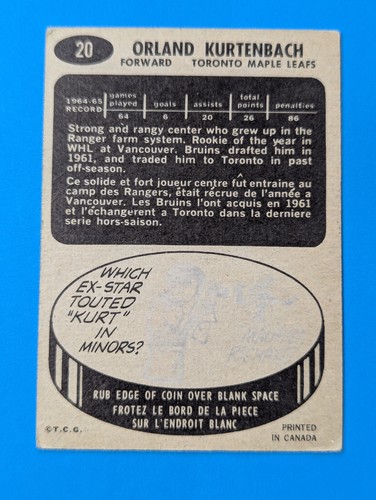 20 ORLAND KURTENBACH
FORWARD TORONTO MAPLE LEAFS
1964-65 RECORD games played goals assists total points penalties
64 6 20 26 86
Strong and rangy center who grew up in the
Ranger farm system. Rookie of the year in
WHL at Vancouver. Bruins drafted him in
1961, and traded him to Toronto in past
off-season.
Ce solide et fort joueur centre fût entraine au
camp des Rangers, était récrue de l'année a
Vancouver. Les Bruins l'ont acquis en 1961
et l'échangerent a Toronto dans la derniere
serie hors-saison.
WHICH
EX-STAR
TOUTED
"KURT"
IN
MINORS?
RUB EDGE OF COIN OVER BLANK SPACE
FROTEZ LE BORD DE LA PIECE
SUR L'ENDROIT BLANC
©T.C.G.
PRINTED
IN CANADA